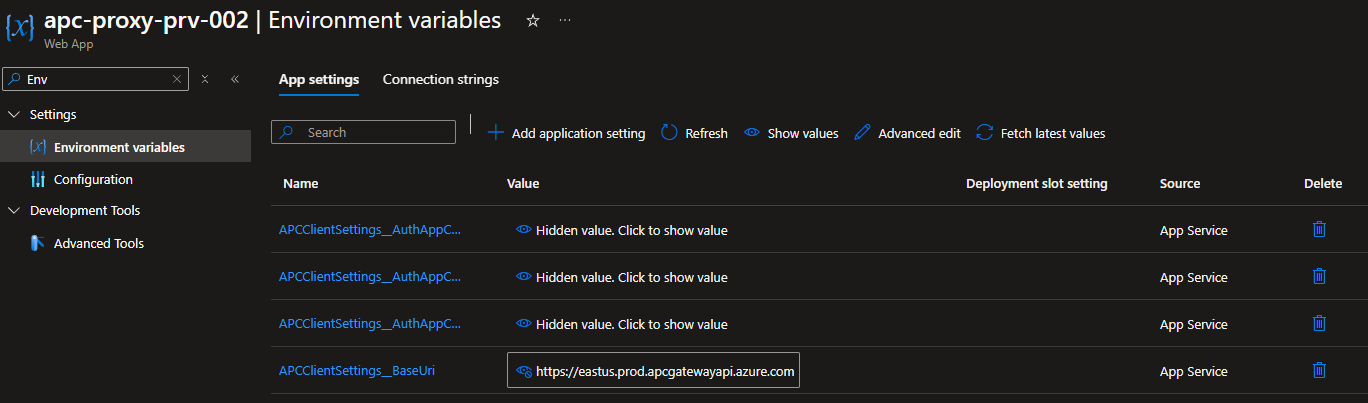 apc-proxy-prv-002 | Environment variables
Web App
Env
Settings
Environment variables
Configuration
Development Tools
Advanced Tools
App settings Connection strings
Search Add application setting Refresh Show values Advanced edit Fetch latest values
Name Value Deployment slot setting Source Delete
APCClientSettings__AuthAppC... Hidden value. Click to show value App Service
APCClientSettings__AuthAppC... Hidden value. Click to show value App Service
APCClientSettings__AuthAppC... Hidden value. Click to show value App Service
APCClientSettings__BaseUri https://eastus.prod.apcgatewayapi.azure.com App Service